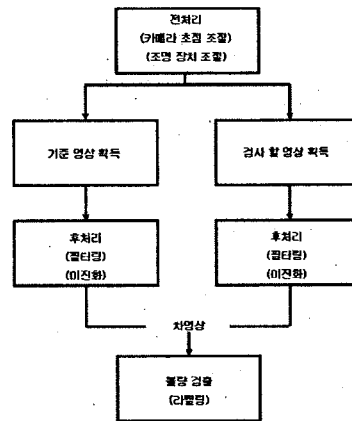 전처리
(카메라 초점 조절)
(조명 장치 조절)
기준 영상 획득
검사 할 영상 획득
후처리
(필터링)
(이진화)
후처리
(필터링)
(이진화)
차영상
불량 검출
(라벨링)